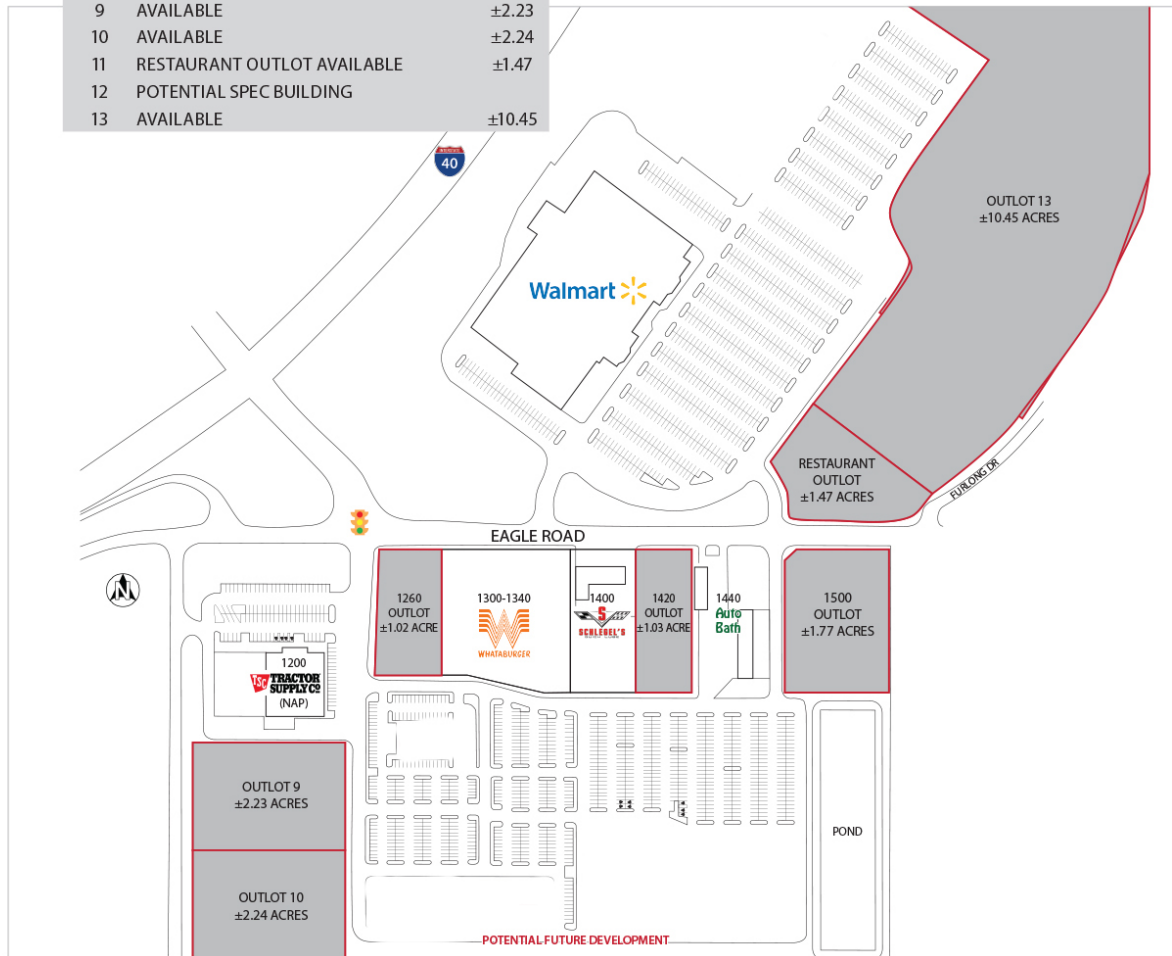 9 AVAILABLE ±2.23
10 AVAILABLE ±2.24
11 RESTAURANT OUTLOT AVAILABLE ±1.47
12 POTENTIAL SPEC BUILDING
13 AVAILABLE ±10.45
40
OUTLOT 13
±10.45 ACRES
Walmart
RESTAURANT
OUTLOT
±1.47 ACRES
FURLONG DR
EAGLE ROAD
N
1260
OUTLOT
±1.02 ACRE
1300-1340
WHATABURGER
1400
S
SCHLEGEL'S
1420
OUTLOT
±1.03 ACRE
1440
Auto
Bath
1500
OUTLOT
±1.77 ACRES
1200
TSC TRACTOR
SUPPLY CO
(NAP)
OUTLOT 9
±2.23 ACRES
OUTLOT 10
±2.24 ACRES
POND
POTENTIAL FUTURE DEVELOPMENT